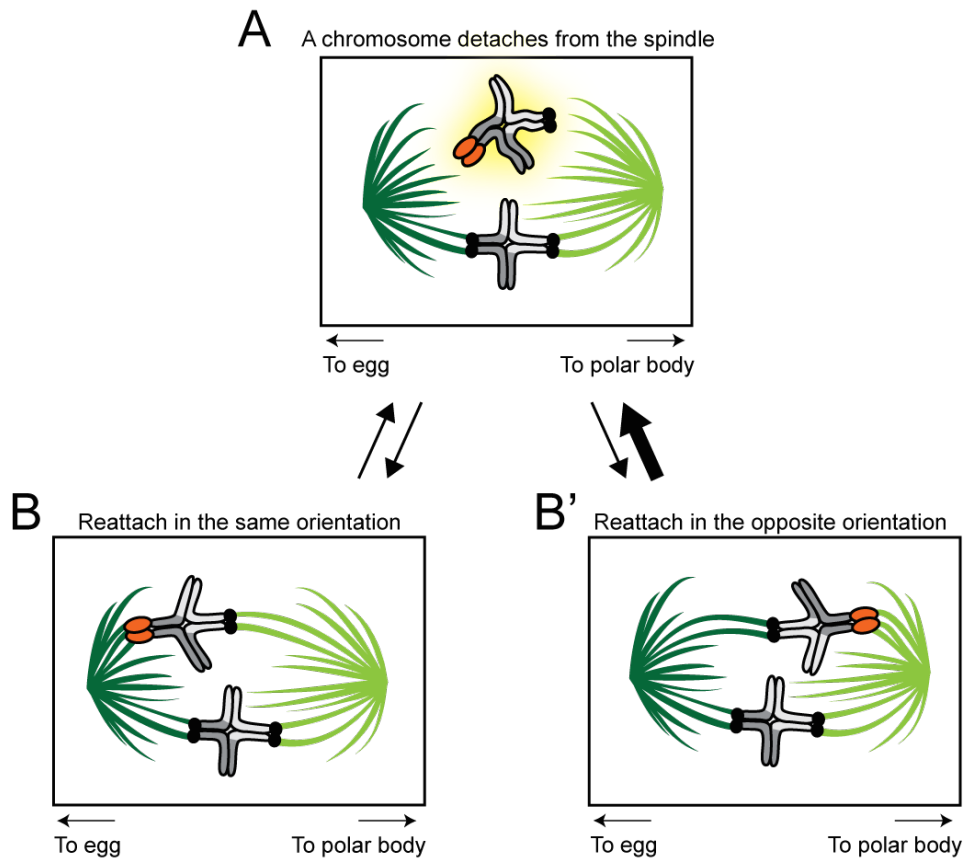 A
A chromosome detaches from the spindle
To egg
To polar body
B
Reattach in the same orientation
To egg
To polar body
B'
Reattach in the opposite orientation
To egg
To polar body